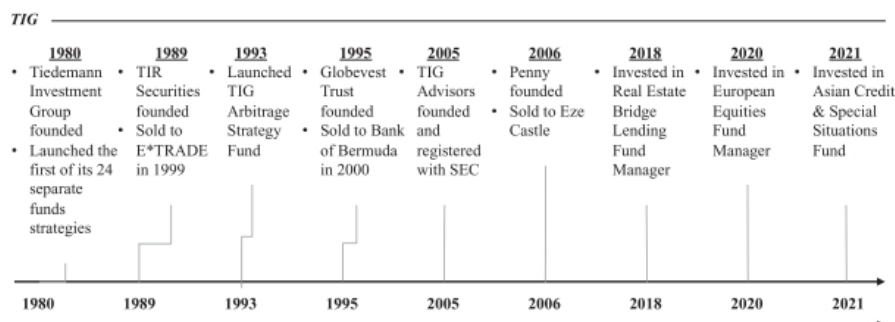 TIG
1980
• Tiedemann
Investment
Group
founded
• Launched the
first of its 24
separate
funds
strategies
1989
• TIR
Securities
founded
• Sold to
E*TRADE
in 1999
1993
• Launched
TIG
Arbitrage
Strategy
Fund
1995
• Globevest
Trust
founded
• Sold to Bank
of Bermuda
in 2000
2005
• TIG
Advisors
founded
and
registered
with SEC
2006
• Penny
founded
• Sold to Eze
Castle
2018
• Invested in
Real Estate
Bridge
Lending
Fund
Manager
2020
• Invested in
European
Equities
Fund
Manager
2021
• Invested in
Asian Credit
& Special
Situations
Fund
1980 1989 1993 1995 2005 2006 2018 2020 2021